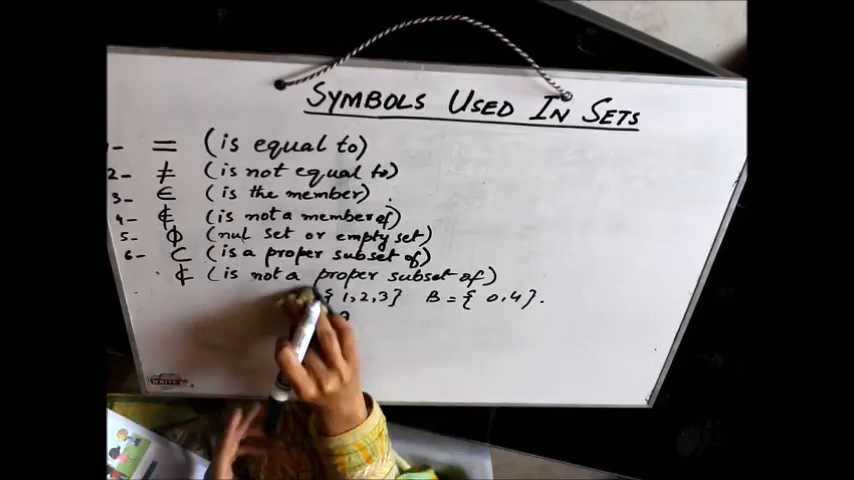 SYMBOLS USED IN SETS
1- = (is equal to)
2- ≠ (is not equal to)
3- ∈ (is the member)
4- ∉ (is not a member of)
5- Φ (nul set or empty set)
6- ⊂ (is a proper subset of)
⊄ (is not a proper subset of)
{ 1,2,3} B = { 0,4}.
WHITE